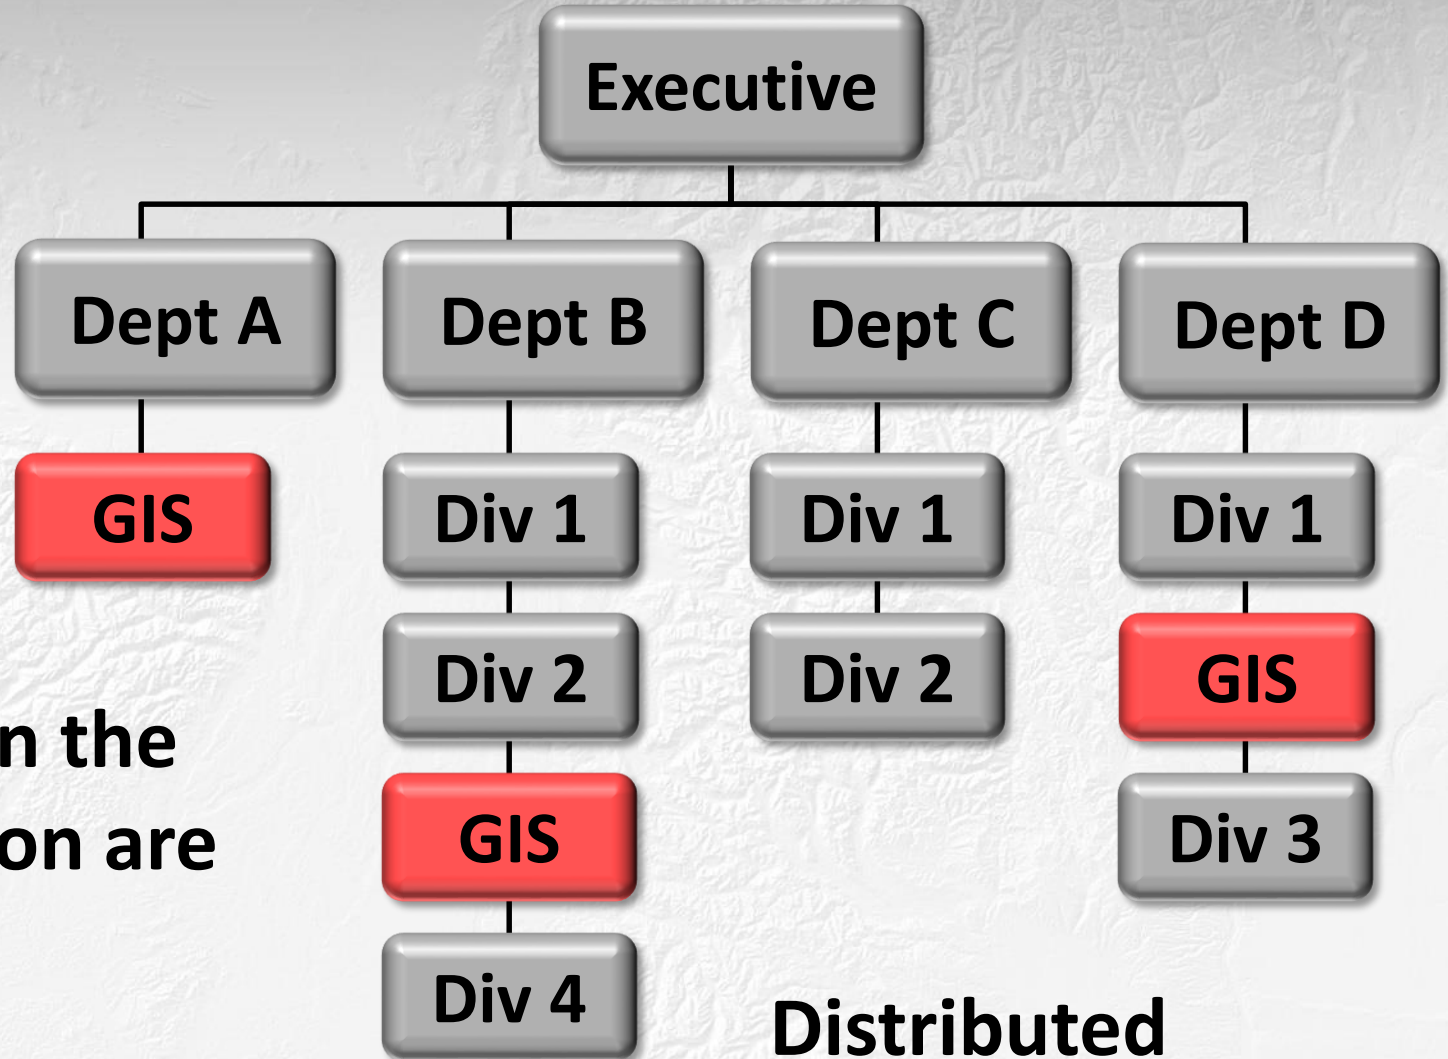 Executive
Dept A
Dept B
Dept C
Dept D
GIS
Div 1
Div 1
Div 1
Div 2
Div 2
GIS
n the
on are
GIS
Div 3
Div 4
Distributed